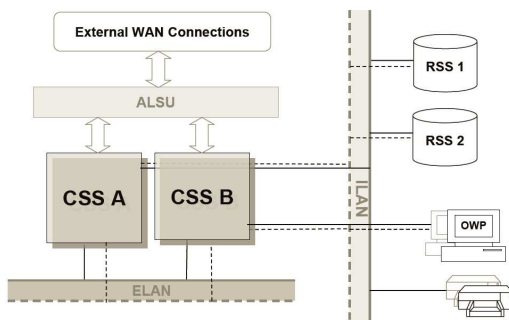 External WAN Connections
ALSU
CSS A
CSS B
ELAN
ILAN
RSS 1
RSS 2
OWP